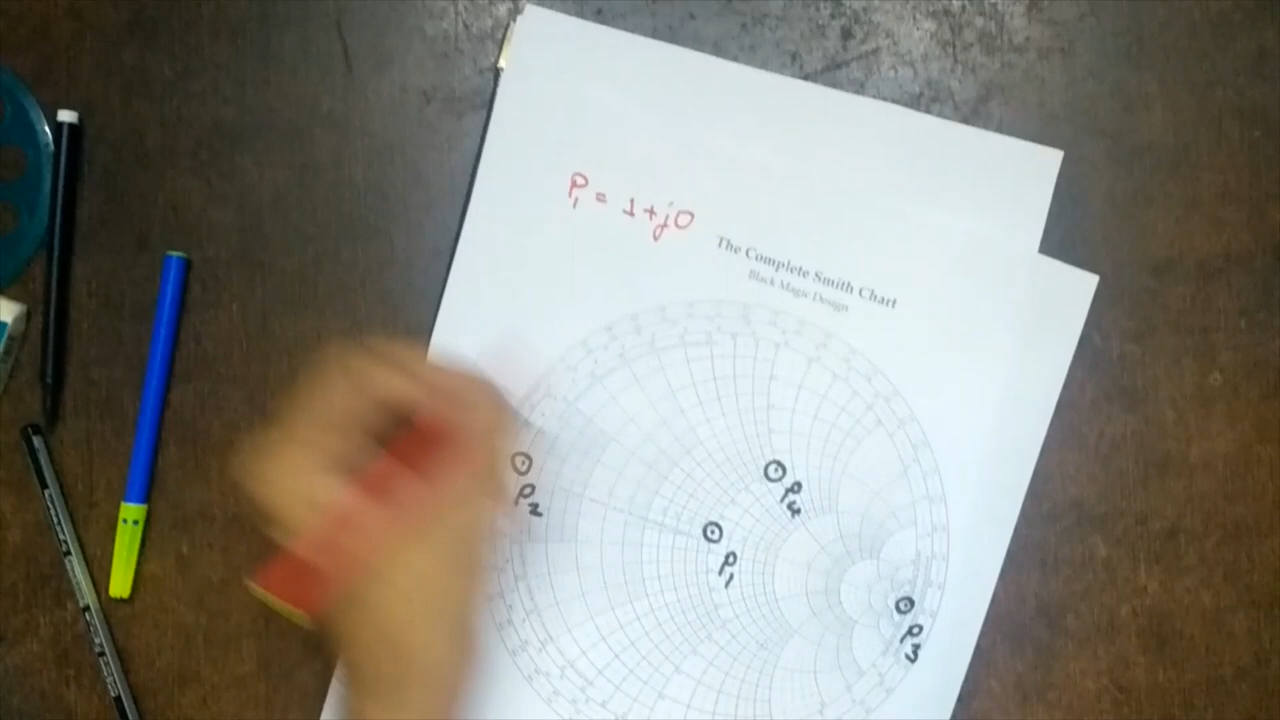 P1 = 1+j0
The Complete Smith Chart
Black Magic Design
P2
P4
P1
P3